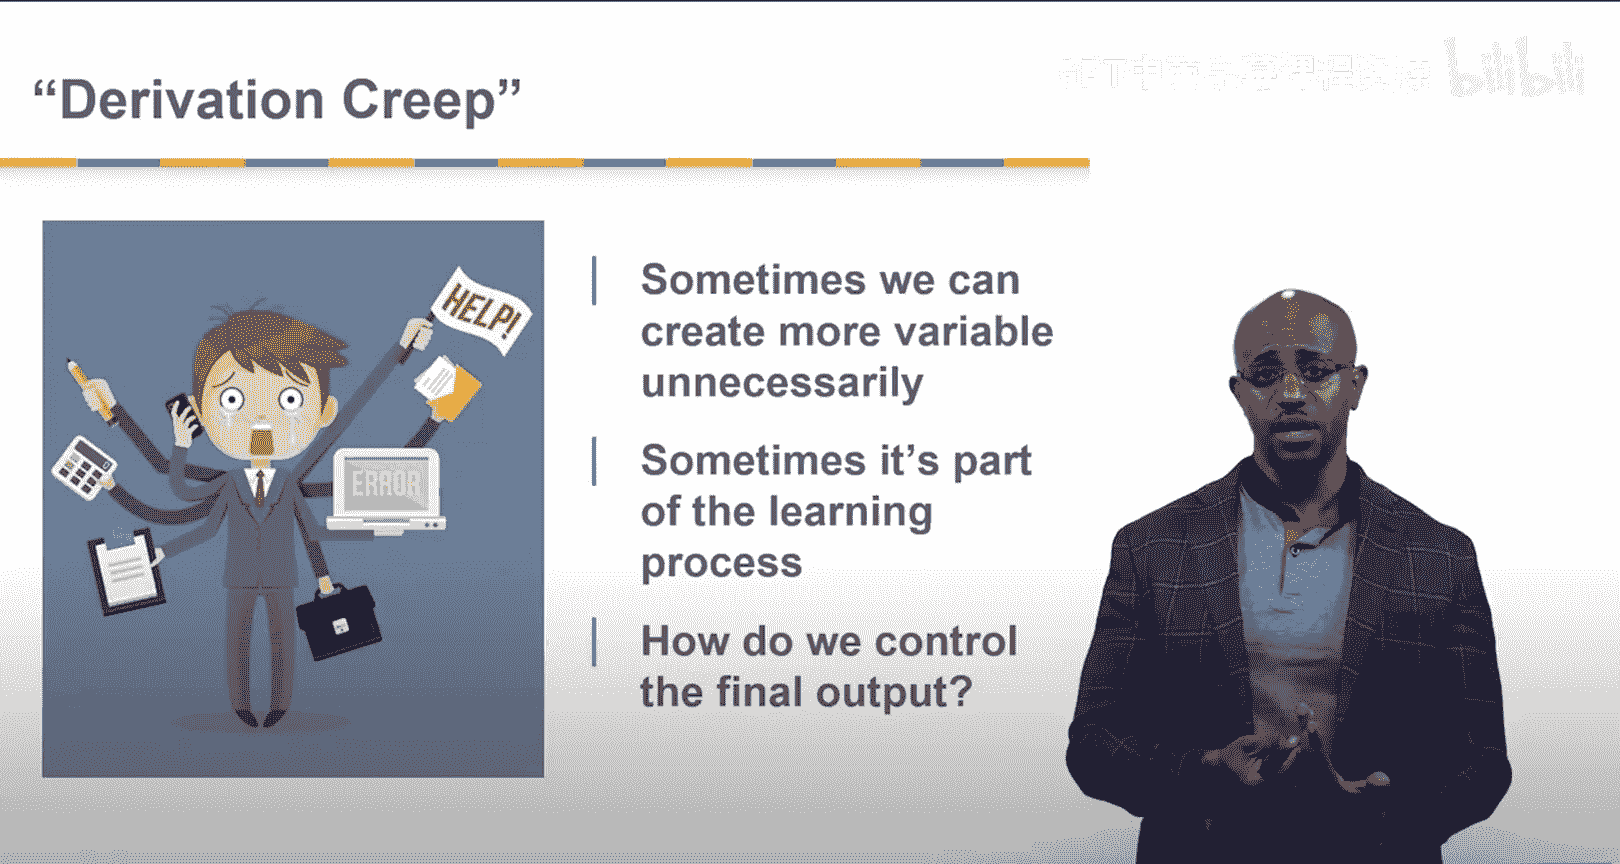 “Derivation Creep”
bilibili
HELP!
ERROR
Sometimes we can
create more variable
unnecessarily
Sometimes it’s part
of the learning
process
How do we control
the final output?